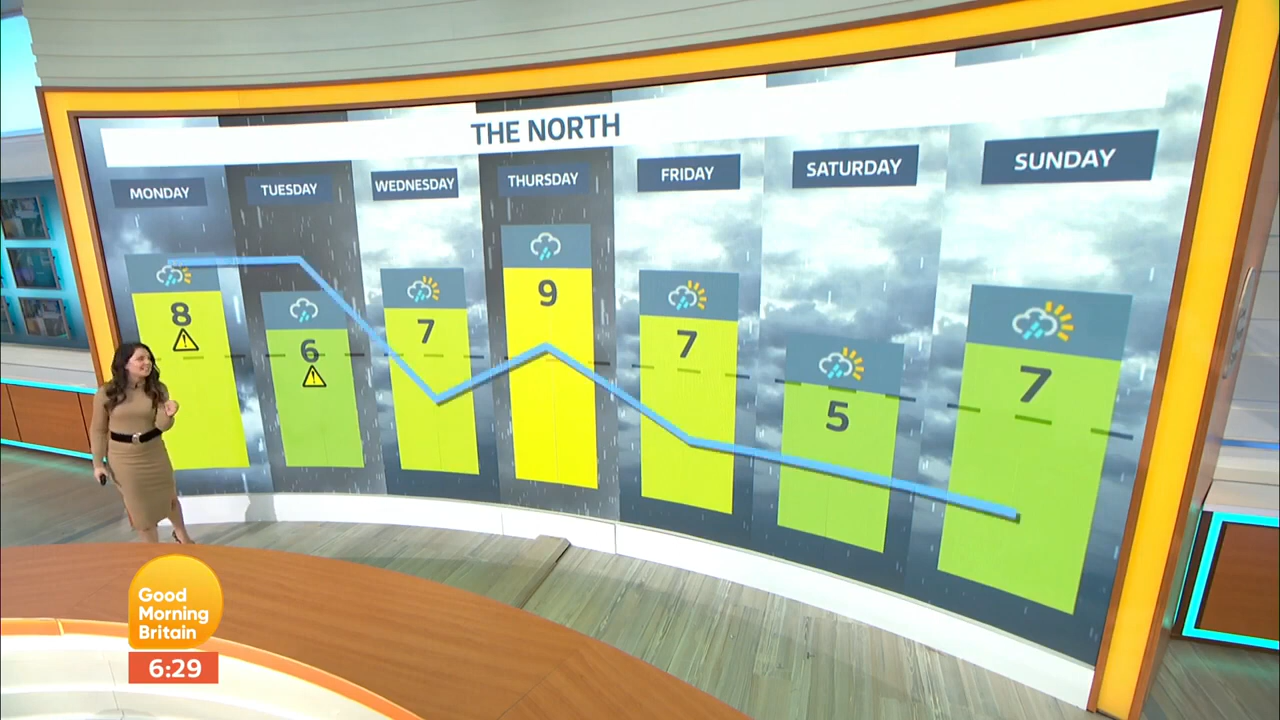 THE NORTH
MONDAY
TUESDAY
WEDNESDAY
THURSDAY
FRIDAY
SATURDAY
SUNDAY
8
6
7
9
7
5
7
Good
Morning
Britain
6:29